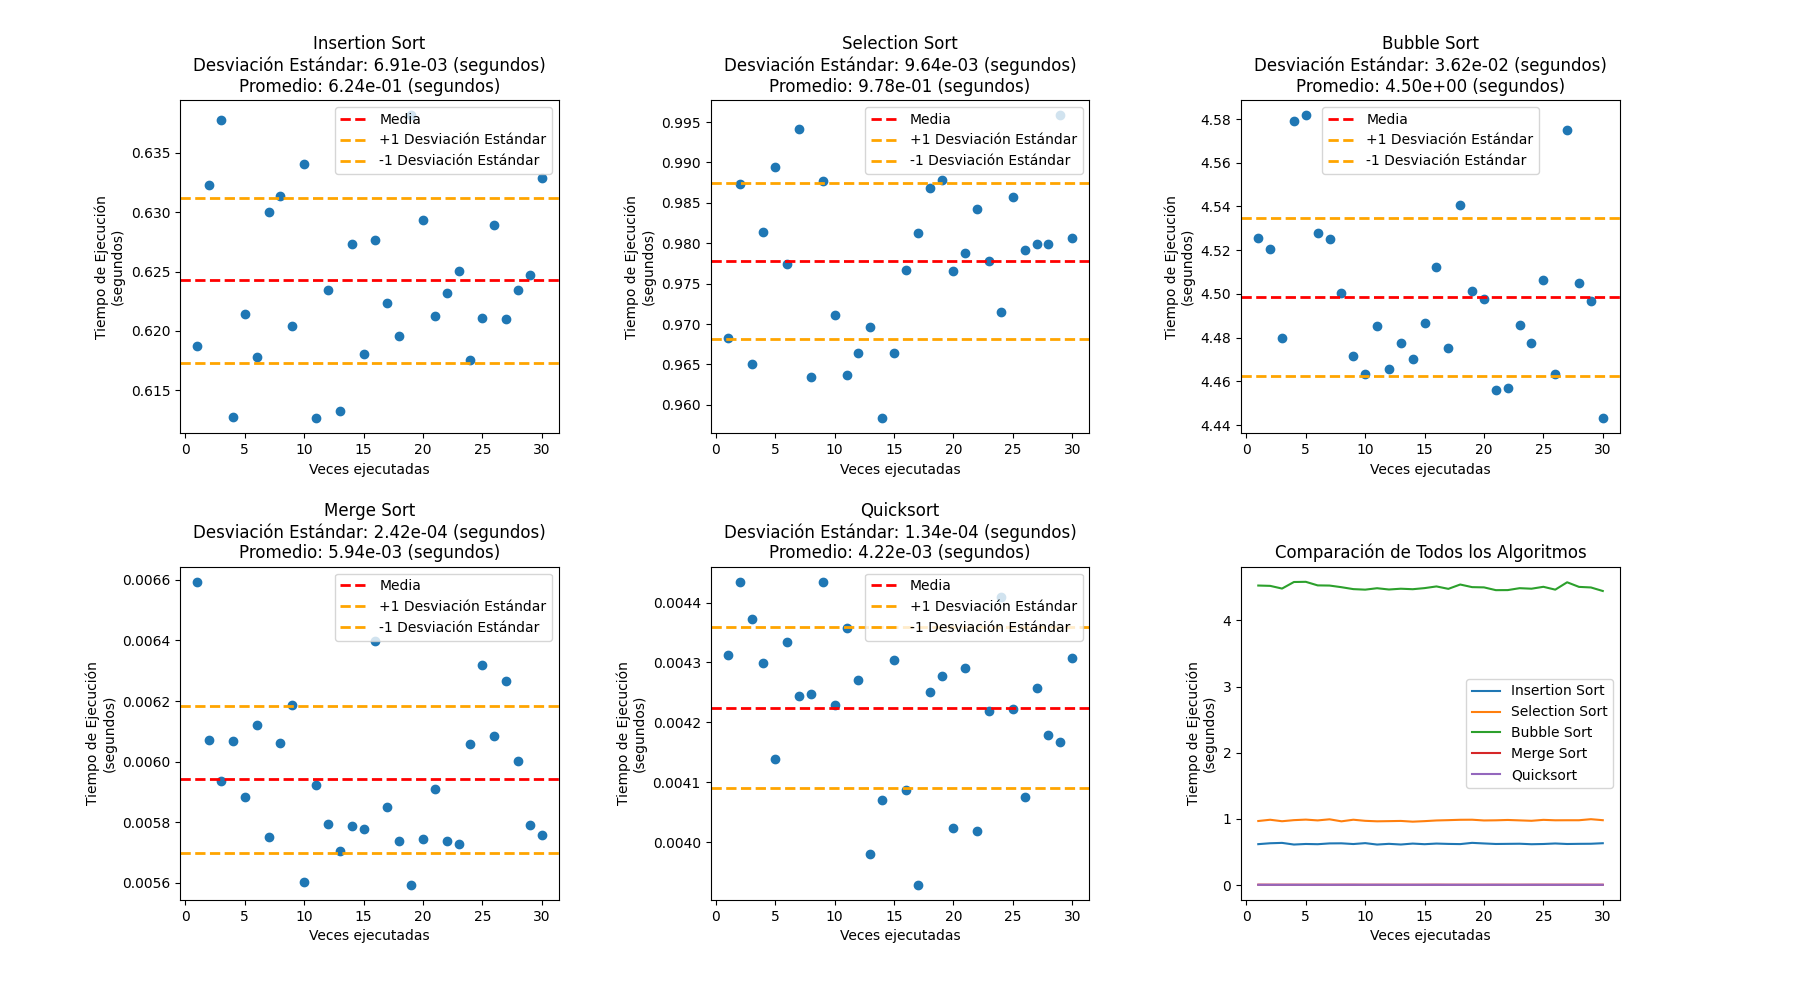 Insertion Sort
Desviación Estándar: 6.91e-03 (segundos)
Promedio: 6.24e-01 (segundos)
Media
+1 Desviación Estándar
-1 Desviación Estándar
0.635
0.630
0.625
0.620
0.615
Tiempo de Ejecución
(segundos)
0 5 10 15 20 25 30
Veces ejecutadas
Selection Sort
Desviación Estándar: 9.64e-03 (segundos)
Promedio: 9.78e-01 (segundos)
Media
+1 Desviación Estándar
-1 Desviación Estándar
0.995
0.990
0.985
0.980
0.975
0.970
0.965
0.960
Tiempo de Ejecución
(segundos)
0 5 10 15 20 25 30
Veces ejecutadas
Bubble Sort
Desviación Estándar: 3.62e-02 (segundos)
Promedio: 4.50e+00 (segundos)
Media
+1 Desviación Estándar
-1 Desviación Estándar
4.58
4.56
4.54
4.52
4.50
4.48
4.46
4.44
Tiempo de Ejecución
(segundos)
0 5 10 15 20 25 30
Veces ejecutadas
Merge Sort
Desviación Estándar: 2.42e-04 (segundos)
Promedio: 5.94e-03 (segundos)
Media
+1 Desviación Estándar
-1 Desviación Estándar
0.0066
0.0064
0.0062
0.0060
0.0058
0.0056
Tiempo de Ejecución
(segundos)
0 5 10 15 20 25 30
Veces ejecutadas
Quicksort
Desviación Estándar: 1.34e-04 (segundos)
Promedio: 4.22e-03 (segundos)
Media
+1 Desviación Estándar
-1 Desviación Estándar
0.0044
0.0043
0.0042
0.0041
0.0040
Tiempo de Ejecución
(segundos)
0 5 10 15 20 25 30
Veces ejecutadas
Comparación de Todos los Algoritmos
4
3
2
1
0
Tiempo de Ejecución
(segundos)
Insertion Sort
Selection Sort
Bubble Sort
Merge Sort
Quicksort
0 5 10 15 20 25 30
Veces ejecutadas